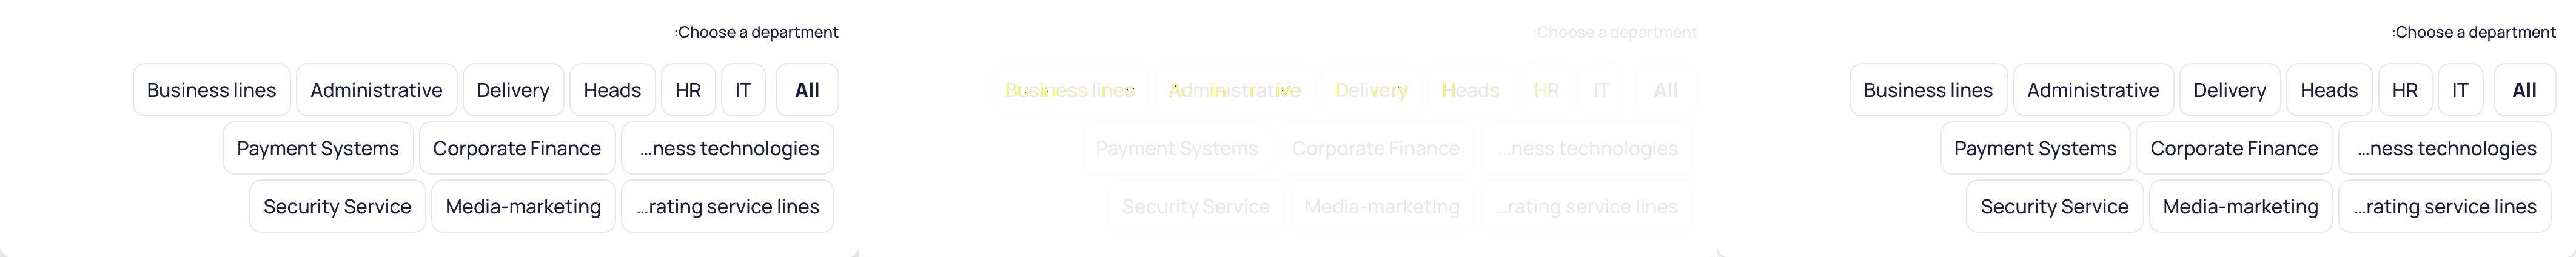 :Choose a department
Business lines Administrative Delivery Heads HR IT All
Payment Systems Corporate Finance ...ness technologies
Security Service Media-marketing ...rating service lines
:Choose a department
Business lines Administrative Delivery Heads HR IT All
Payment Systems Corporate Finance ...ness technologies
Security Service Media-marketing ...rating service lines
:Choose a department
Business lines Administrative Delivery Heads HR IT All
Payment Systems Corporate Finance ...ness technologies
Security Service Media-marketing ...rating service lines